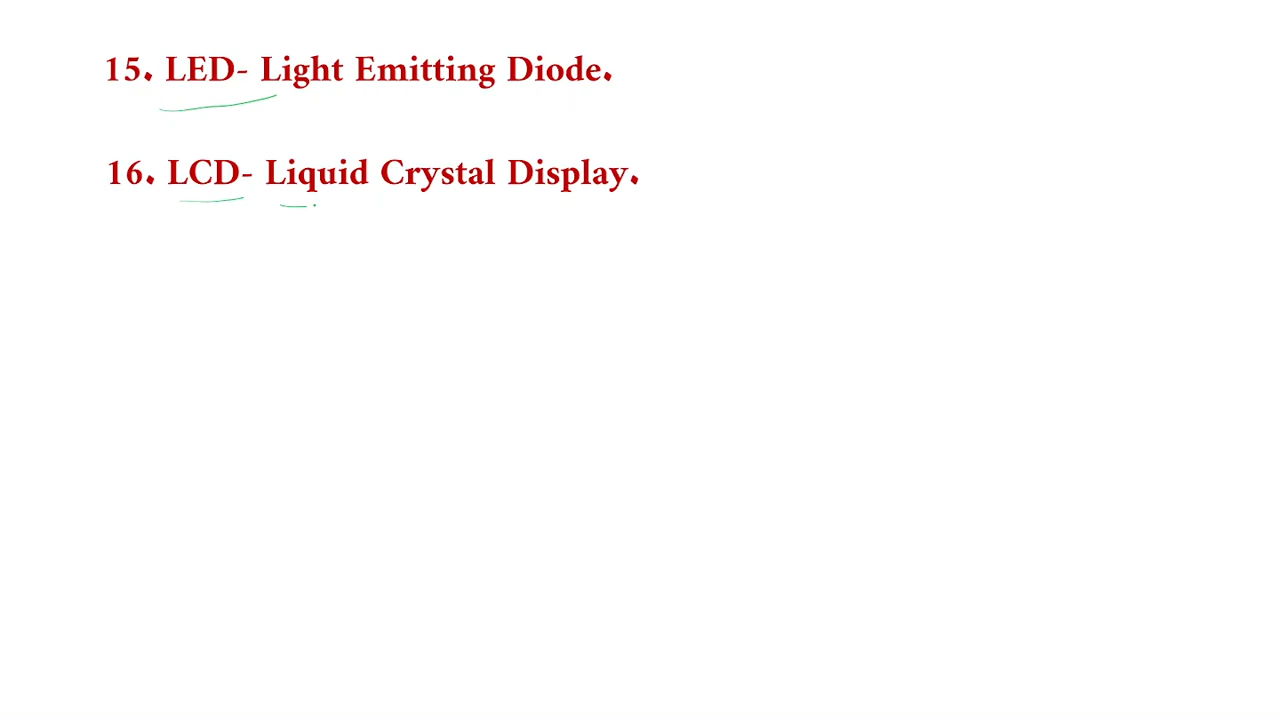 15. LED- Light Emitting Diode.
16. LCD- Liquid Crystal Display.